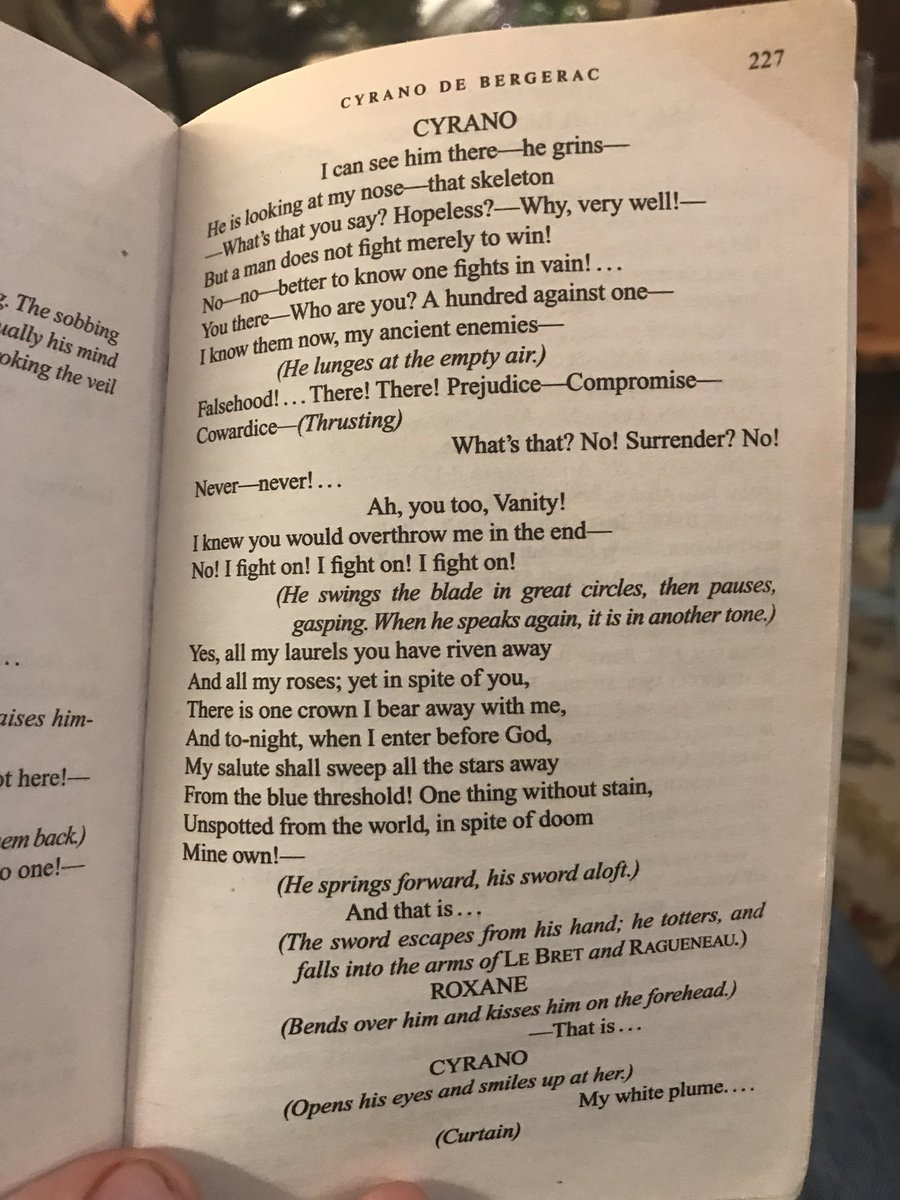 g. The sobbing
ually his mind
oking the veil
..
aises him-
ot here!—
em back.)
o one!—
CYRANO DE BERGERAC 227
CYRANO
I can see him there—he grins—
He is looking at my nose—that skeleton
—What's that you say? Hopeless?—Why, very well!—
But a man does not fight merely to win!
No—no—better to know one fights in vain!...
You there—Who are you? A hundred against one—
I know them now, my ancient enemies—
(He lunges at the empty air.)
Falsehood!... There! There! Prejudice—Compromise—
Cowardice—(Thrusting)
What's that? No! Surrender? No!
Never—never!...
Ah, you too, Vanity!
I knew you would overthrow me in the end—
No! I fight on! I fight on! I fight on!
(He swings the blade in great circles, then pauses,
gasping. When he speaks again, it is in another tone.)
Yes, all my laurels you have riven away
And all my roses; yet in spite of you,
There is one crown I bear away with me,
And to-night, when I enter before God,
My salute shall sweep all the stars away
From the blue threshold! One thing without stain,
Unspotted from the world, in spite of doom
Mine own!—
(He springs forward, his sword aloft.)
And that is...
(The sword escapes from his hand; he totters, and
falls into the arms of LE BRET and RAGUENEAU.)
ROXANE
(Bends over him and kisses him on the forehead.)
—That is...
CYRANO
(Opens his eyes and smiles up at her.)
My white plume....
(Curtain)